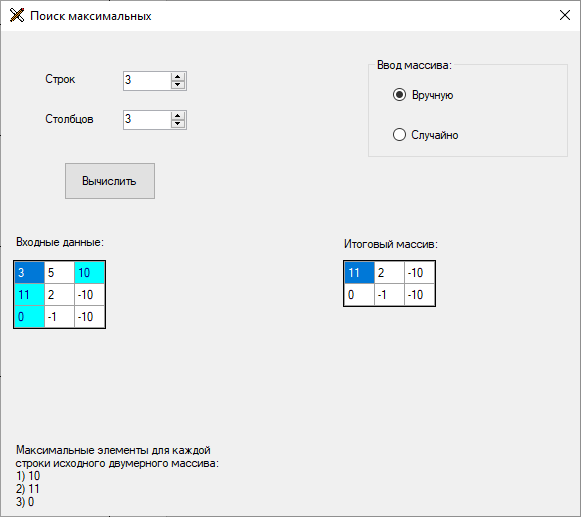 Поиск максимальных
Строк 3
Столбцов 3
Ввод массива:
Вручную
Случайно
Вычислить
Входные данные:
3 5 10
11 2 -10
0 -1 -10
Итоговый массив:
11 2 -10
0 -1 -10
Максимальные элементы для каждой
строки исходного двумерного массива:
1) 10
2) 11
3) 0